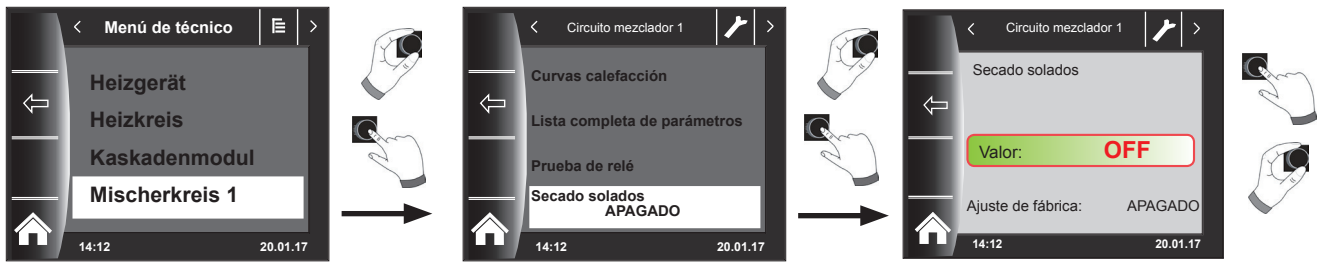 Menú de técnico
Heizgerät
Heizkreis
Kaskadenmodul
Mischerkreis 1
14:12 20.01.17
Circuito mezclador 1
Curvas calefacción
Lista completa de parámetros
Prueba de relé
Secado solados
APAGADO
14:12 20.01.17
Circuito mezclador 1
Secado solados
Valor: OFF
Ajuste de fábrica: APAGADO
14:12 20.01.17